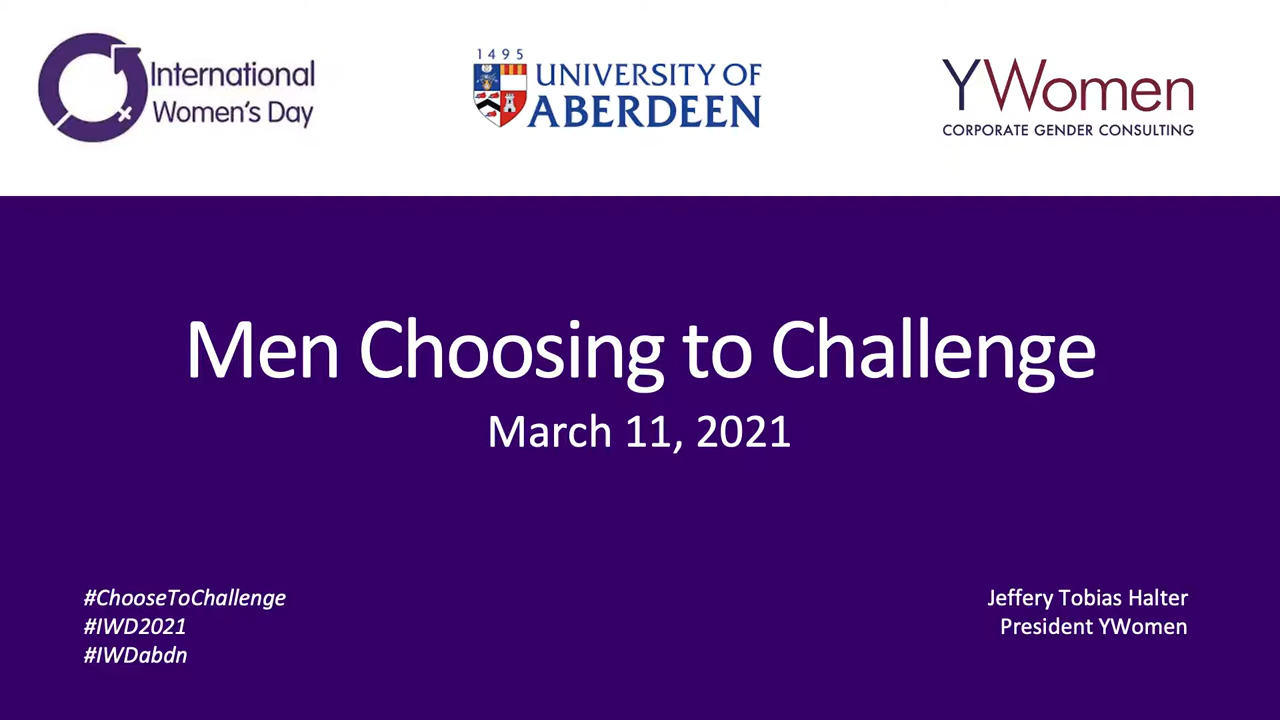 International
Women's Day
1495
UNIVERSITY OF
ABERDEEN
YWomen
CORPORATE GENDER CONSULTING
Men Choosing to Challenge
March 11, 2021
#ChooseToChallenge
#IWD2021
#IWDabdn
Jeffery Tobias Halter
President YWomen